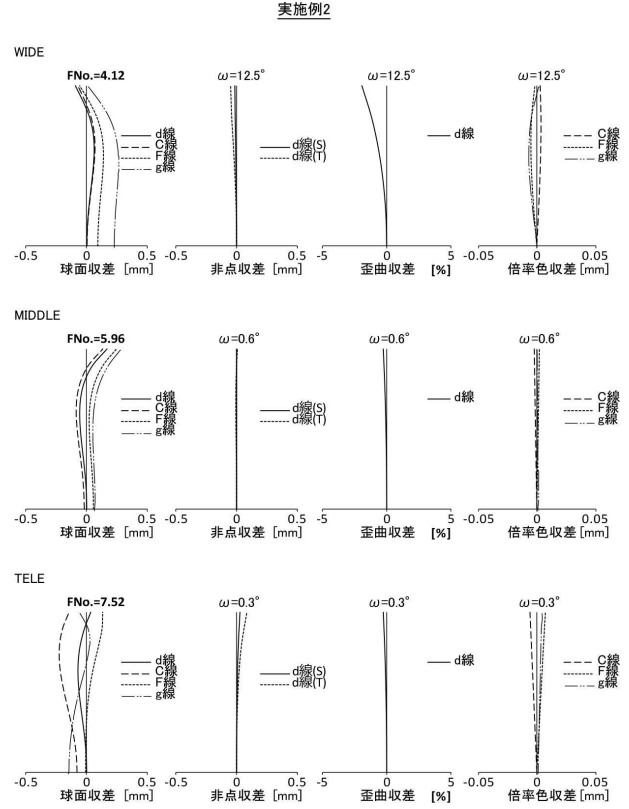 実施例2
WIDE
FNo.=4.12
ω=12.5°
ω=12.5°
ω=12.5°
d線
C線
F線
g線
d線(S)
d線(T)
d線
C線
F線
g線
-0.5 0 0.5
-0.5 0 0.5
-5 0 5
-0.05 0 0.05
球面収差 [mm]
非点収差 [mm]
歪曲収差 [%]
倍率色収差 [mm]
MIDDLE
FNo.=5.96
ω=0.6°
ω=0.6°
ω=0.6°
d線
C線
F線
g線
d線(S)
d線(T)
d線
C線
F線
g線
-0.5 0 0.5
-0.5 0 0.5
-5 0 5
-0.05 0 0.05
球面収差 [mm]
非点収差 [mm]
歪曲収差 [%]
倍率色収差 [mm]
TELE
FNo.=7.52
ω=0.3°
ω=0.3°
ω=0.3°
d線
C線
F線
g線
d線(S)
d線(T)
d線
C線
F線
g線
-0.5 0 0.5
-0.5 0 0.5
-5 0 5
-0.05 0 0.05
球面収差 [mm]
非点収差 [mm]
歪曲収差 [%]
倍率色収差 [mm]